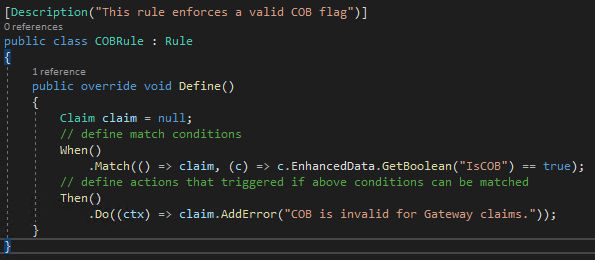 [Description("This rule enforces a valid COB flag")]
0 references
public class COBRule : Rule
{
1 reference
public override void Define()
{
Claim claim = null;
// define match conditions
When()
.Match(() => claim, (c) => c.EnhancedData.GetBoolean("IsCOB") == true);
// define actions that triggered if above conditions can be matched
Then()
.Do((ctx) => claim.AddError("COB is invalid for Gateway claims."));
}
}